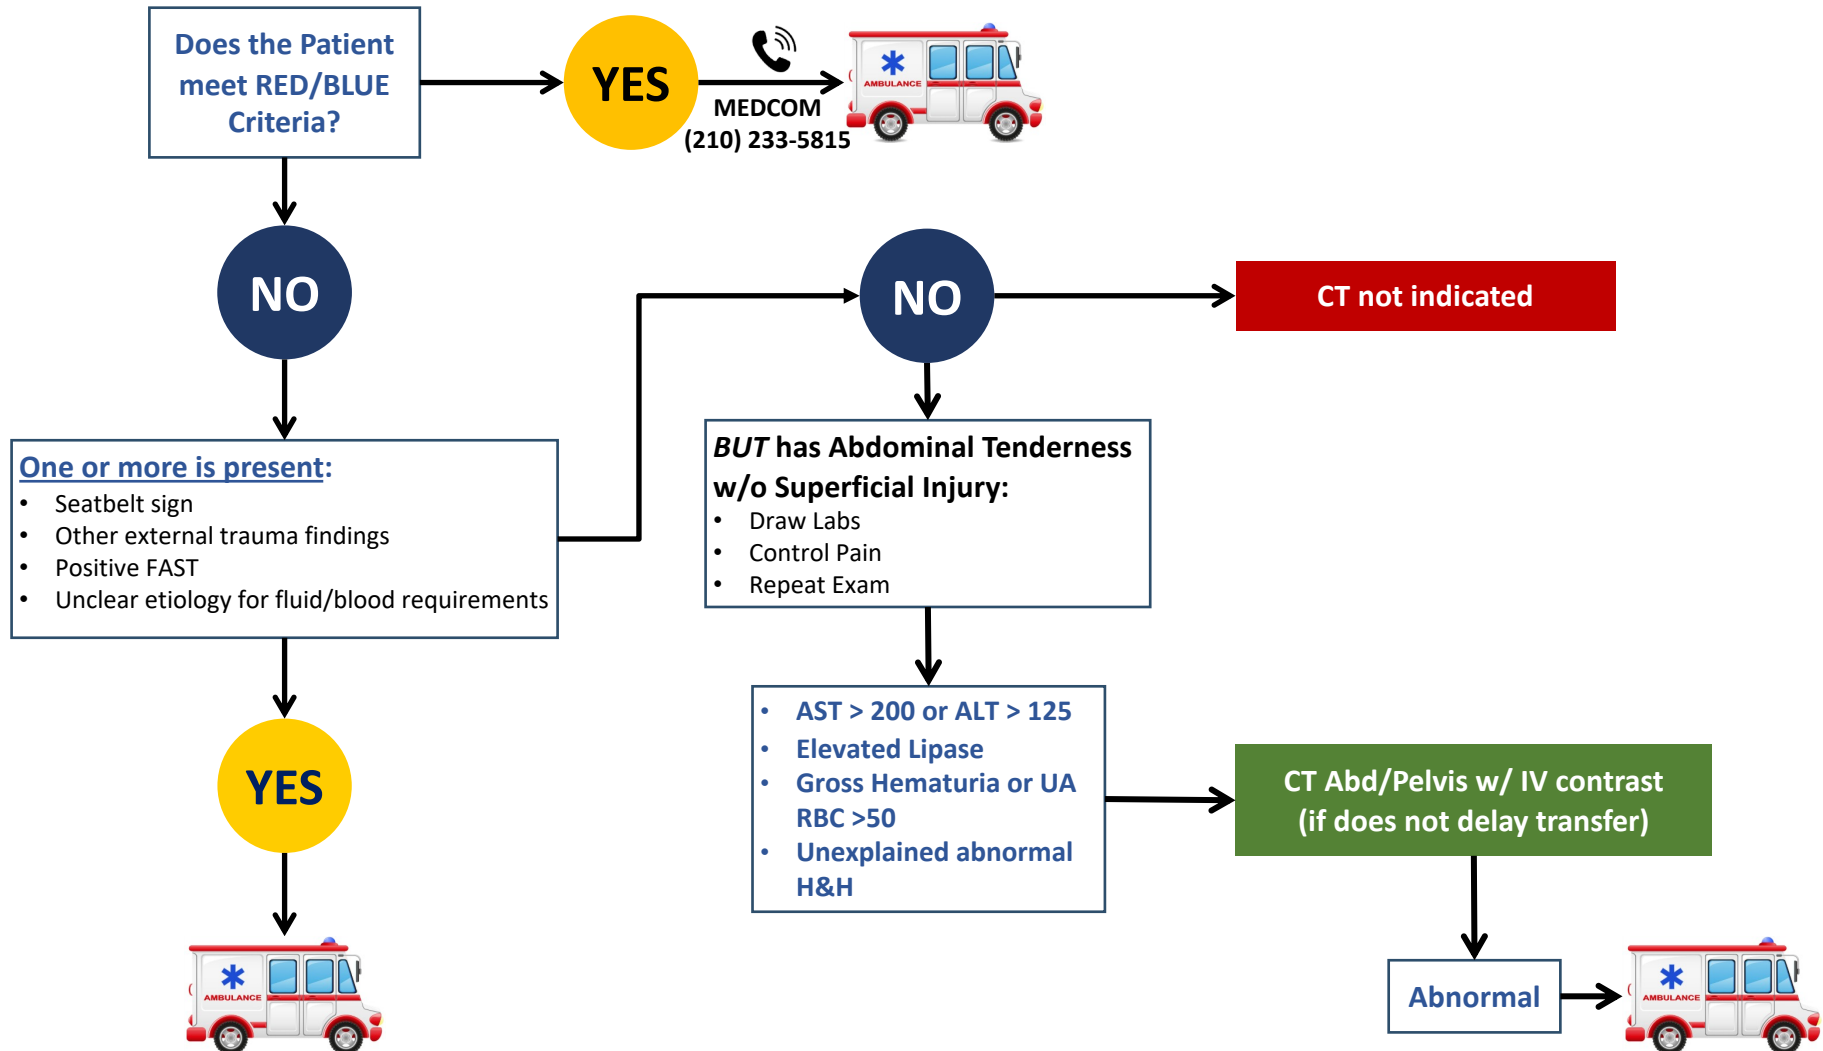 Does the Patient
meet RED/BLUE
Criteria?
YES
MEDCOM
(210) 233-5815
AMBULANCE
NO
NO
CT not indicated
One or more is present:
• Seatbelt sign
• Other external trauma findings
• Positive FAST
• Unclear etiology for fluid/blood requirements
BUT has Abdominal Tenderness
w/o Superficial Injury:
• Draw Labs
• Control Pain
• Repeat Exam
YES
• AST > 200 or ALT > 125
• Elevated Lipase
• Gross Hematuria or UA
RBC >50
• Unexplained abnormal
H&H
CT Abd/Pelvis w/ IV contrast
(if does not delay transfer)
AMBULANCE
Abnormal
AMBULANCE